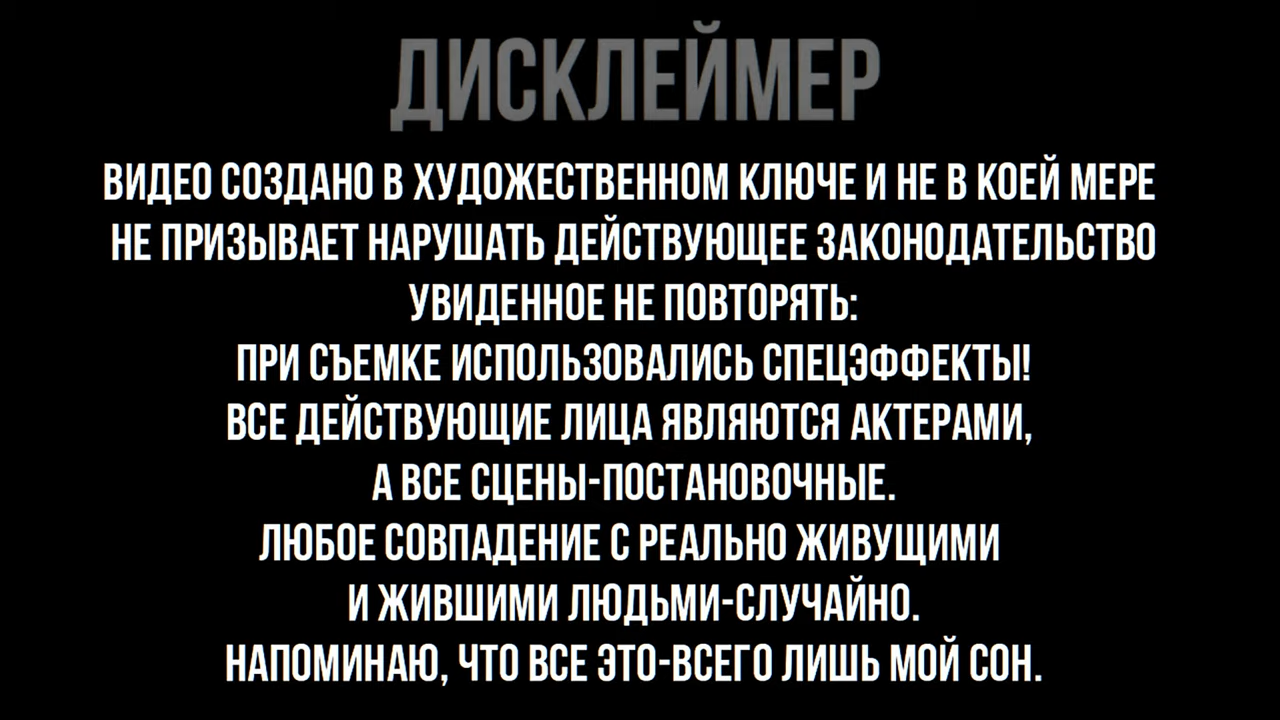 ДИСКЛЕЙМЕР
ВИДЕО СОЗДАНО В ХУДОЖЕСТВЕННОМ КЛЮЧЕ И НЕ В КОЕЙ МЕРЕ
НЕ ПРИЗЫВАЕТ НАРУШАТЬ ДЕЙСТВУЮЩЕЕ ЗАКОНОДАТЕЛЬСТВО
УВИДЕННОЕ НЕ ПОВТОРЯТЬ:
ПРИ СЪЕМКЕ ИСПОЛЬЗОВАЛИСЬ СПЕЦЭФФЕКТЫ!
ВСЕ ДЕЙСТВУЮЩИЕ ЛИЦА ЯВЛЯЮТСЯ АКТЕРАМИ,
А ВСЕ СЦЕНЫ-ПОСТАНОВОЧНЫЕ.
ЛЮБОЕ СОВПАДЕНИЕ С РЕАЛЬНО ЖИВУЩИМИ
И ЖИВШИМИ ЛЮДЬМИ-СЛУЧАЙНО.
НАПОМИНАЮ, ЧТО ВСЕ ЭТО-ВСЕГО ЛИШЬ МОЙ СОН.